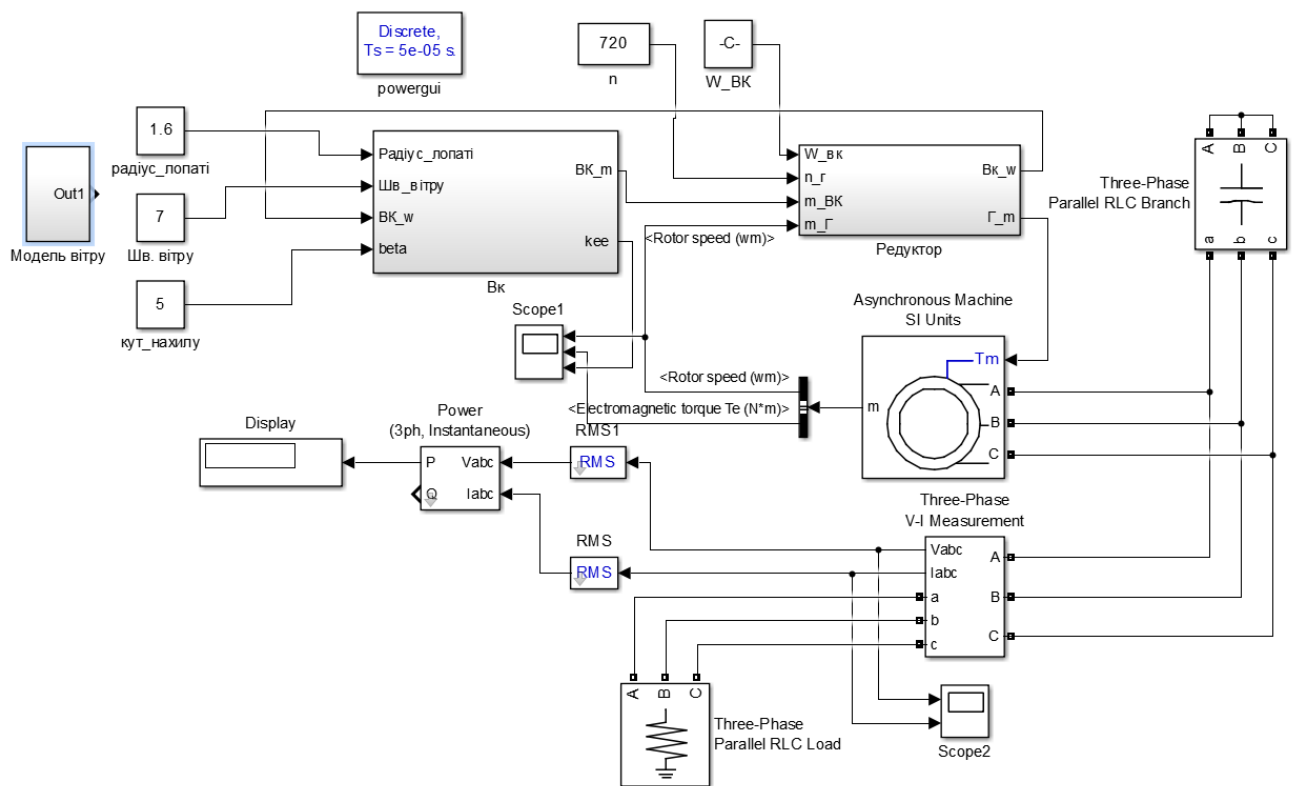 Discrete,
Ts = 5e-05 s.
powergui
720
n
-C-
W_ВК
1.6
радіус_лопаті
Out1
Модель вітру
7
Шв. вітру
5
кут_нахилу
Радіус_лопаті
Шв_вітру
ВК_w
beta
ВК_m
kee
Вк
W_вк
n_г
m_ВК
m_Г
Вк_w
Г_m
Редуктор
<Rotor speed (wm)>
A
B
C
a
b
c
Three-Phase
Parallel RLC Branch
Scope1
Asynchronous Machine
SI Units
Tm
m
A
B
C
<Rotor speed (wm)>
<Electromagnetic torque Te (N*m)>
Display
Power
(3ph, Instantaneous)
P
Q
Vabc
Iabc
RMS1
RMS
RMS
RMS
Three-Phase
V-I Measurement
Vabc
Iabc
a
b
c
A
B
C
A
B
C
Three-Phase
Parallel RLC Load
Scope2